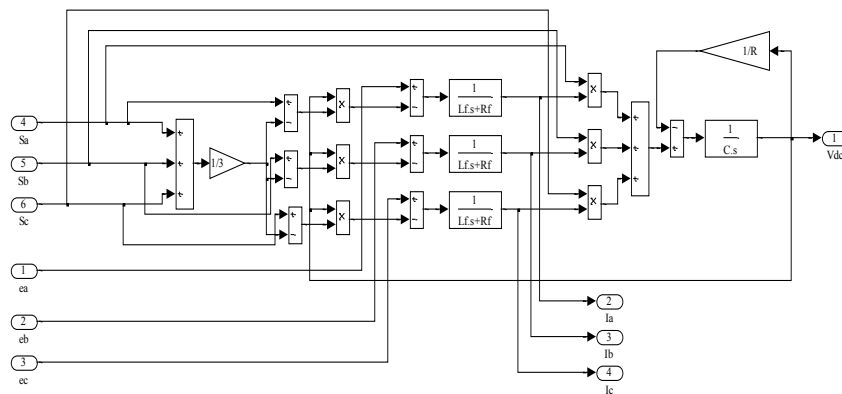 1/R
4
Sa
5
Sb
6
Sc
1/3
x
x
x
1
Lf.s+Rf
1
Lf.s+Rf
1
Lf.s+Rf
x
x
x
1
C.s
1
Vdc
1
ea
2
eb
3
ec
2
Ia
3
Ib
4
Ic